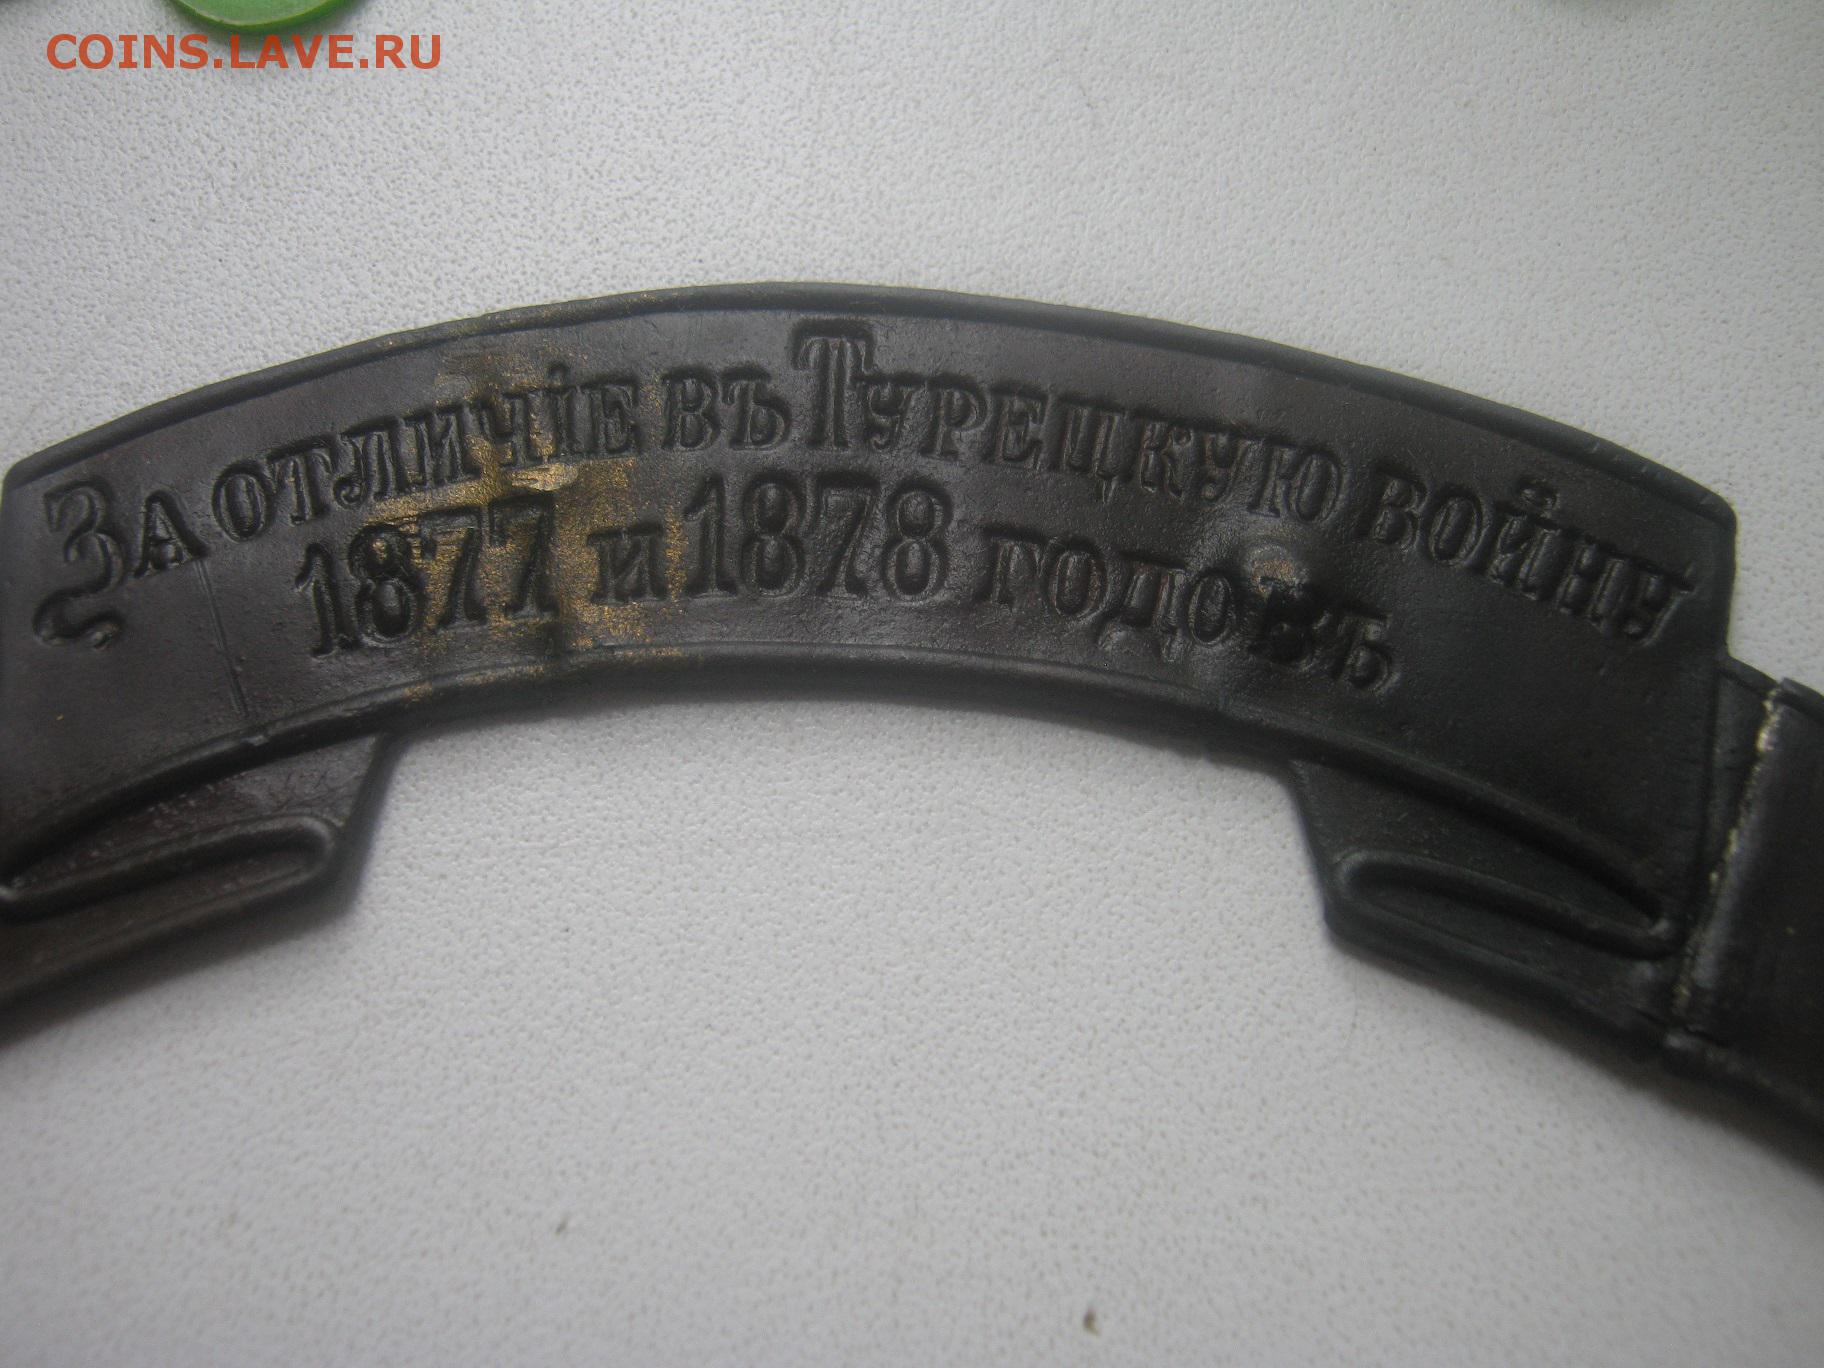 COINS.LAVE.RU
За отличіе въ Турецкую войну
1877 и 1878 годовъ